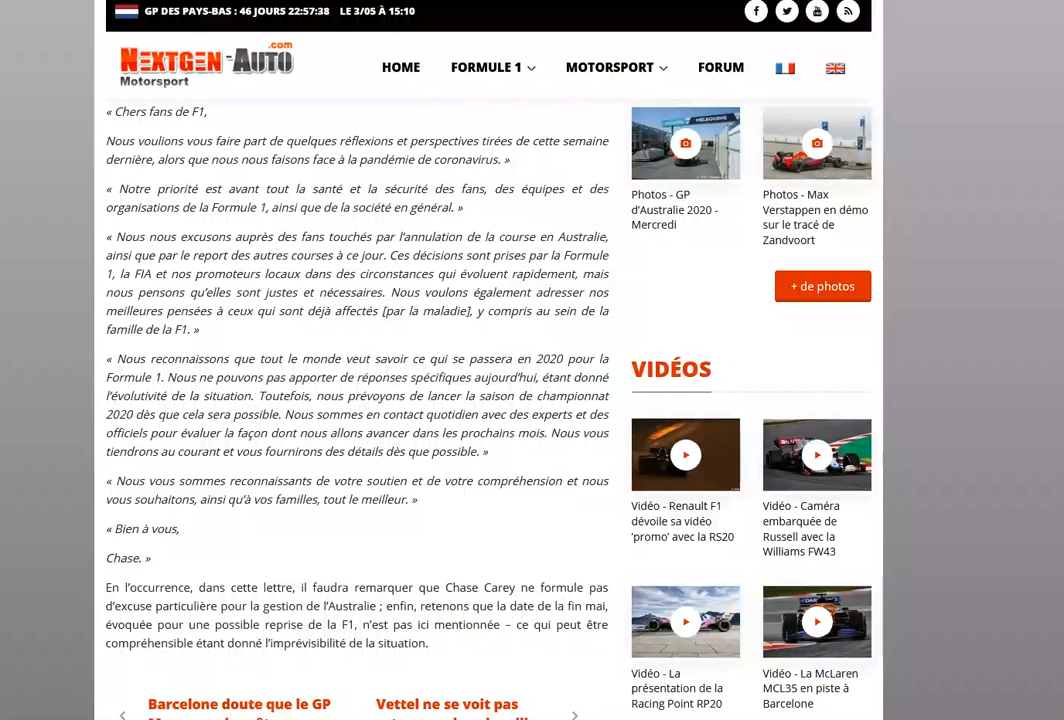 GP DES PAYS-BAS : 46 JOURS 22:57:38 LE 3/05 À 15:10
NEXTGEN-AUTO.com
Motorsport
HOME FORMULE 1 MOTORSPORT FORUM
« Chers fans de F1,
Nous voulions vous faire part de quelques réflexions et perspectives tirées de cette semaine
dernière, alors que nous nous faisons face à la pandémie de coronavirus. »
« Notre priorité est avant tout la santé et la sécurité des fans, des équipes et des
organisations de la Formule 1, ainsi que de la société en général. »
« Nous nous excusons auprès des fans touchés par l’annulation de la course en Australie,
ainsi que par le report des autres courses à ce jour. Ces décisions sont prises par la Formule
1, la FIA et nos promoteurs locaux dans des circonstances qui évoluent rapidement, mais
nous pensons qu’elles sont justes et nécessaires. Nous voulons également adresser nos
meilleures pensées à ceux qui sont déjà affectés [par la maladie], y compris au sein de la
famille de la F1. »
« Nous reconnaissons que tout le monde veut savoir ce qui se passera en 2020 pour la
Formule 1. Nous ne pouvons pas apporter de réponses spécifiques aujourd’hui, étant donné
l’évolutivité de la situation. Toutefois, nous prévoyons de lancer la saison de championnat
2020 dès que cela sera possible. Nous sommes en contact quotidien avec des experts et des
officiels pour évaluer la façon dont nous allons avancer dans les prochains mois. Nous vous
tiendrons au courant et vous fournirons des détails dès que possible. »
« Nous vous sommes reconnaissants de votre soutien et de votre compréhension et nous
vous souhaitons, ainsi qu’à vos familles, tout le meilleur. »
« Bien à vous,
Chase. »
En l’occurrence, dans cette lettre, il faudra remarquer que Chase Carey ne formule pas
d’excuse particulière pour la gestion de l’Australie ; enfin, retenons que la date de la fin mai,
évoquée pour une possible reprise de la F1, n’est pas ici mentionnée – ce qui peut être
compréhensible étant donné l’imprévisibilité de la situation.
Barcelone doute que le GP
Vettel ne se voit pas
MELBOURNE
Photos - GP
d’Australie 2020 -
Mercredi
Photos - Max
Verstappen en démo
sur le tracé de
Zandvoort
+ de photos
VIDÉOS
Vidéo - Renault F1
dévoile sa vidéo
‘promo’ avec la RS20
Vidéo - Caméra
embarquée de
Russell avec la
Williams FW43
Vidéo - La
présentation de la
Racing Point RP20
Vidéo - La McLaren
MCL35 en piste à
Barcelone